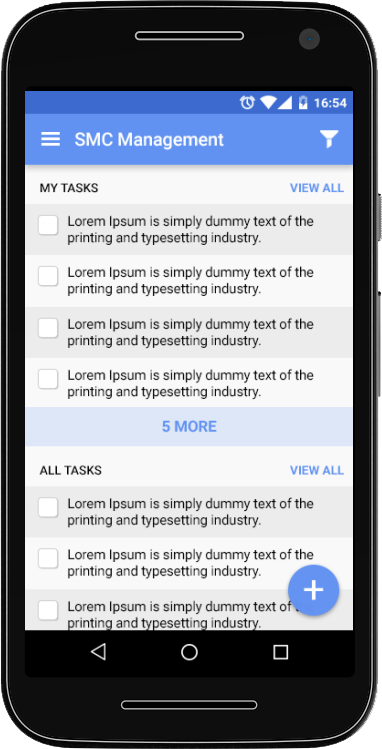 16:54
SMC Management
MY TASKS VIEW ALL
Lorem Ipsum is simply dummy text of the
printing and typesetting industry.
Lorem Ipsum is simply dummy text of the
printing and typesetting industry.
Lorem Ipsum is simply dummy text of the
printing and typesetting industry.
Lorem Ipsum is simply dummy text of the
printing and typesetting industry.
5 MORE
ALL TASKS VIEW ALL
Lorem Ipsum is simply dummy text of the
printing and typesetting industry.
Lorem Ipsum is simply dummy text of the
printing and typesetting industry.
Lorem Ipsum is simply dummy text of the
printing and typesetting industry.